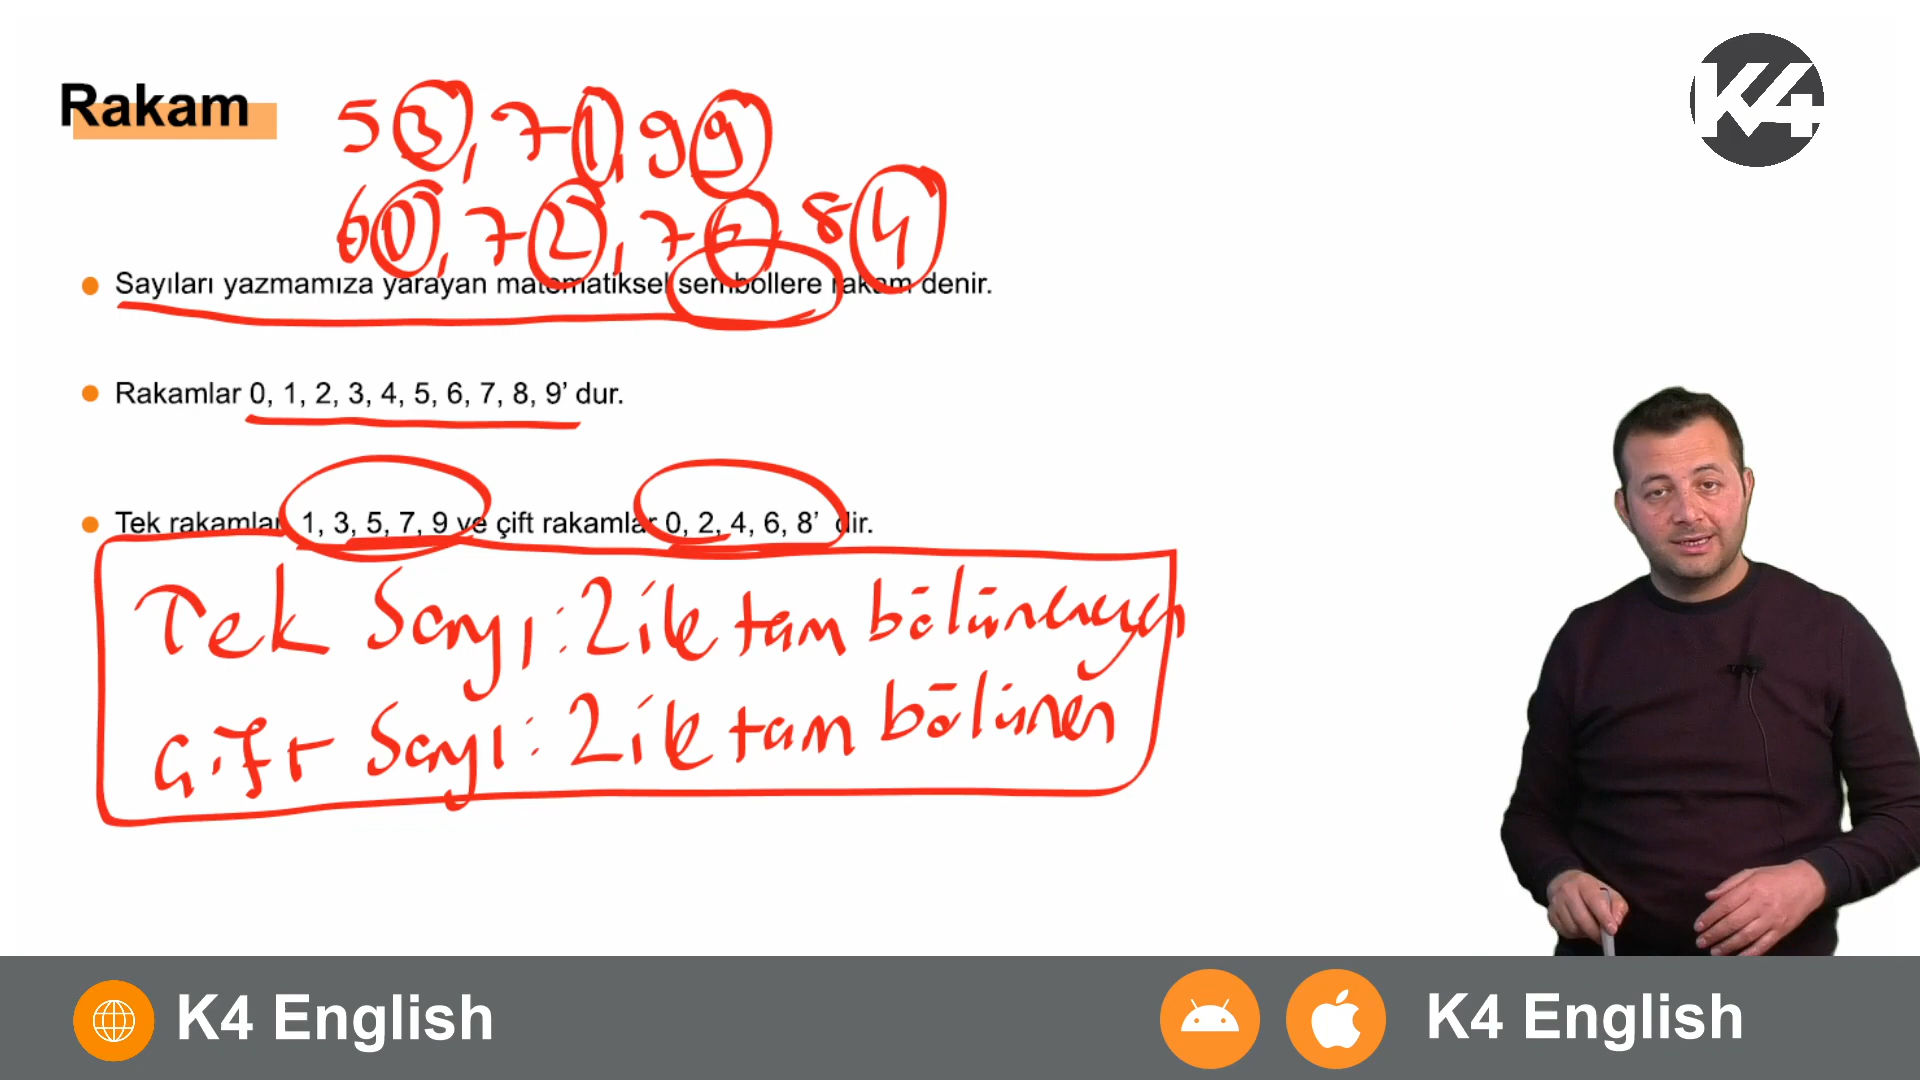 K4
Rakam
53, 71, 99
60, 72, 76, 84
Sayıları yazmamıza yarayan matematiksel sembollere rakam denir.
Rakamlar 0, 1, 2, 3, 4, 5, 6, 7, 8, 9’ dur.
Tek rakamlar 1, 3, 5, 7, 9 ve çift rakamlar 0, 2, 4, 6, 8’ dir.
Tek Sayı: 2 ile tam bölünmeyen
Çift Sayı: 2 ile tam bölünen
K4 English
K4 English